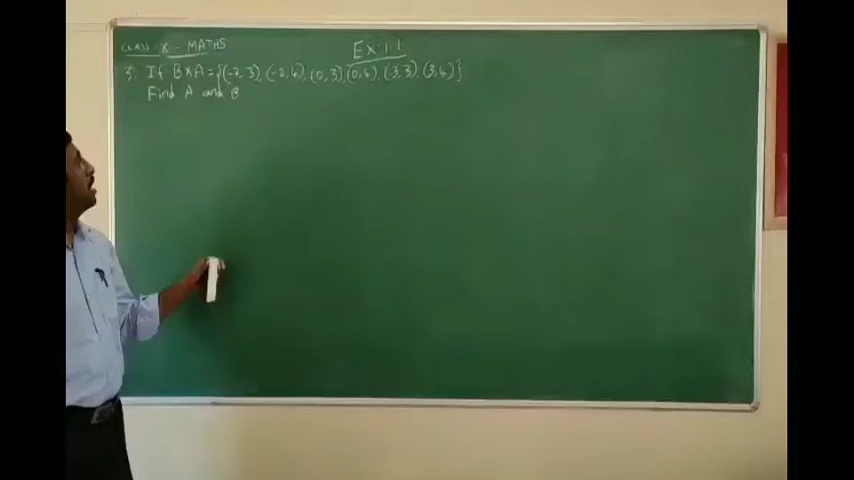 CLASS-X-MATHS
Ex:1.1
3. If B×A={(-2,3),(-2,4),(0,3),(0,4),(3,3),(3,4)}
Find A and B